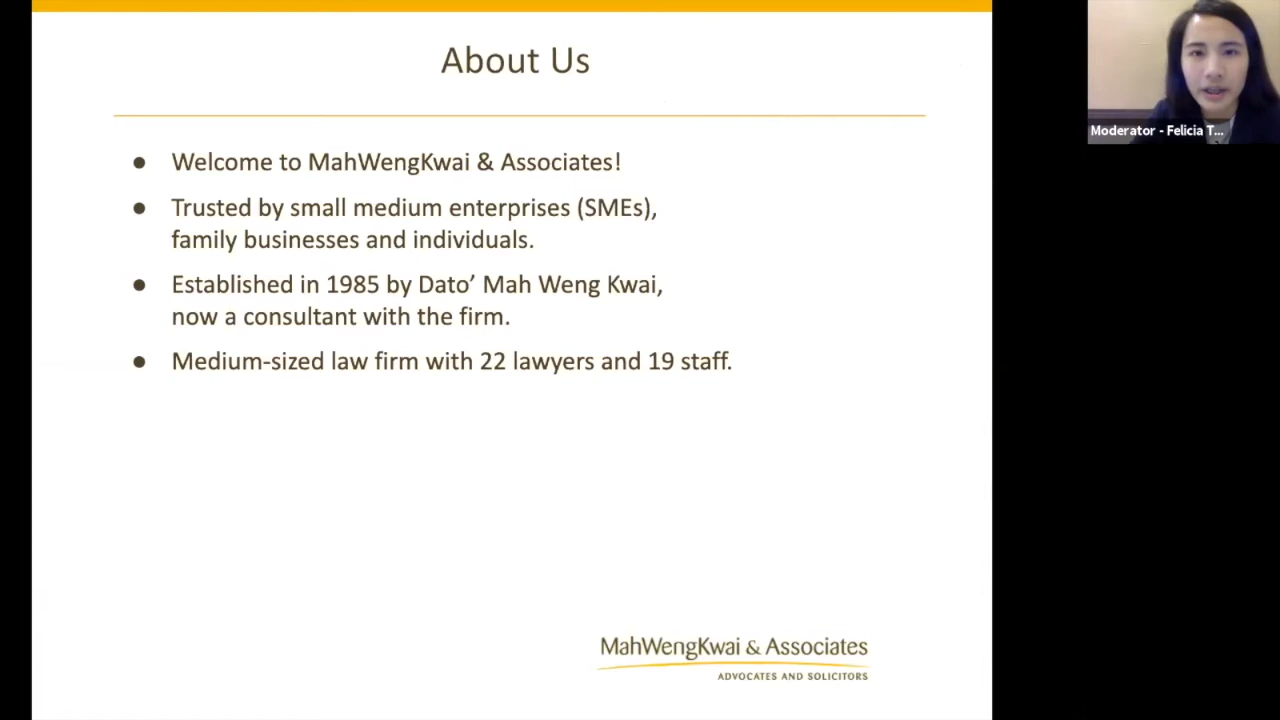 About Us
● Welcome to MahWengKwai & Associates!
● Trusted by small medium enterprises (SMEs),
family businesses and individuals.
● Established in 1985 by Dato’ Mah Weng Kwai,
now a consultant with the firm.
● Medium-sized law firm with 22 lawyers and 19 staff.
MahWengKwai & Associates
ADVOCATES AND SOLICITORS
Moderator - Felicia T...